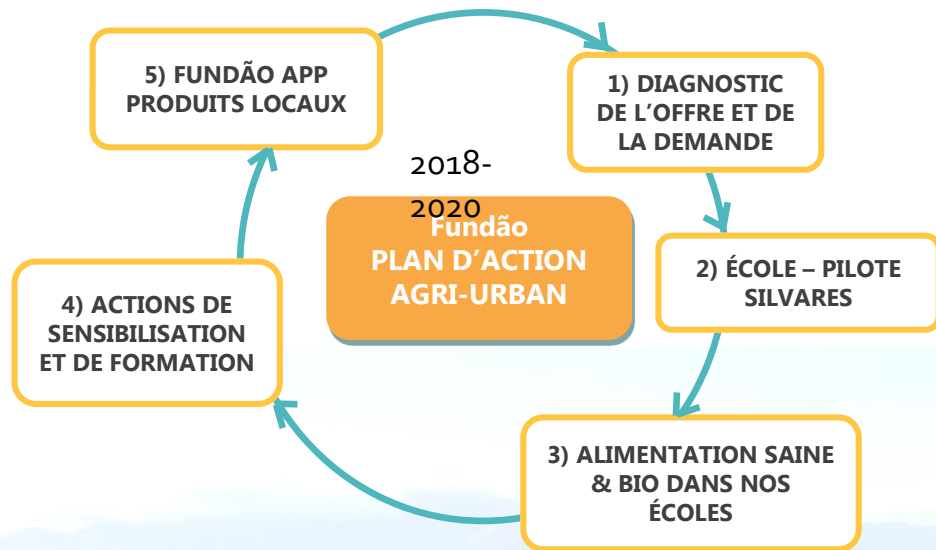 5) FUNDÃO APP
PRODUITS LOCAUX
1) DIAGNOSTIC
DE L’OFFRE ET DE
LA DEMANDE
2018-
2020
Fundão
PLAN D’ACTION
AGRI-URBAN
2) ÉCOLE – PILOTE
SILVARES
4) ACTIONS DE
SENSIBILISATION
ET DE FORMATION
3) ALIMENTATION SAINE
& BIO DANS NOS
ÉCOLES